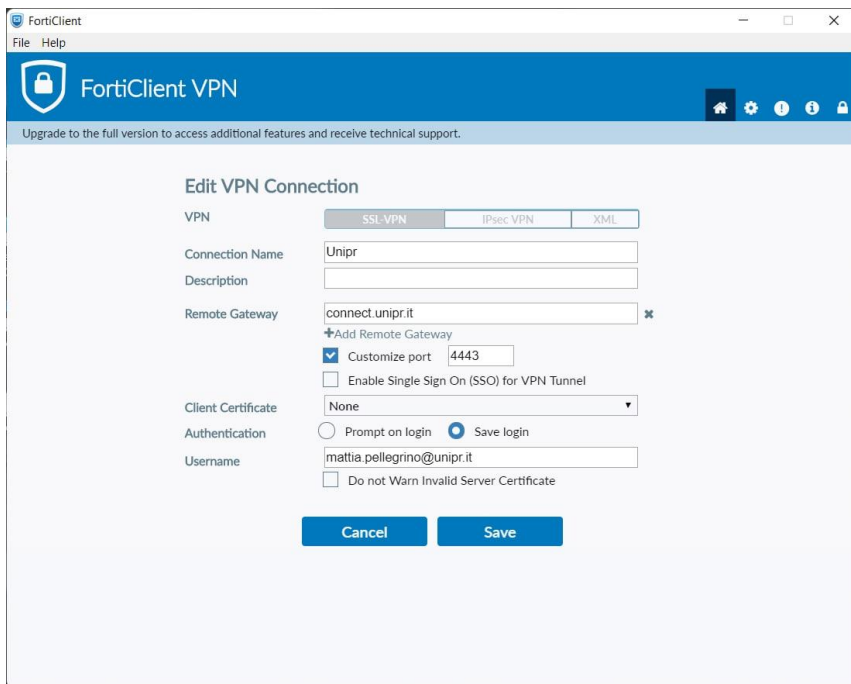 FortiClient
File Help
FortiClient VPN
Upgrade to the full version to access additional features and receive technical support.
Edit VPN Connection
VPN SSL-VPN IPsec VPN XML
Connection Name Unipr
Description
Remote Gateway connect.unipr.it
+Add Remote Gateway
Customize port 4443
Enable Single Sign On (SSO) for VPN Tunnel
Client Certificate None
Authentication Prompt on login Save login
Username mattia.pellegrino@unipr.it
Do not Warn Invalid Server Certificate
Cancel Save